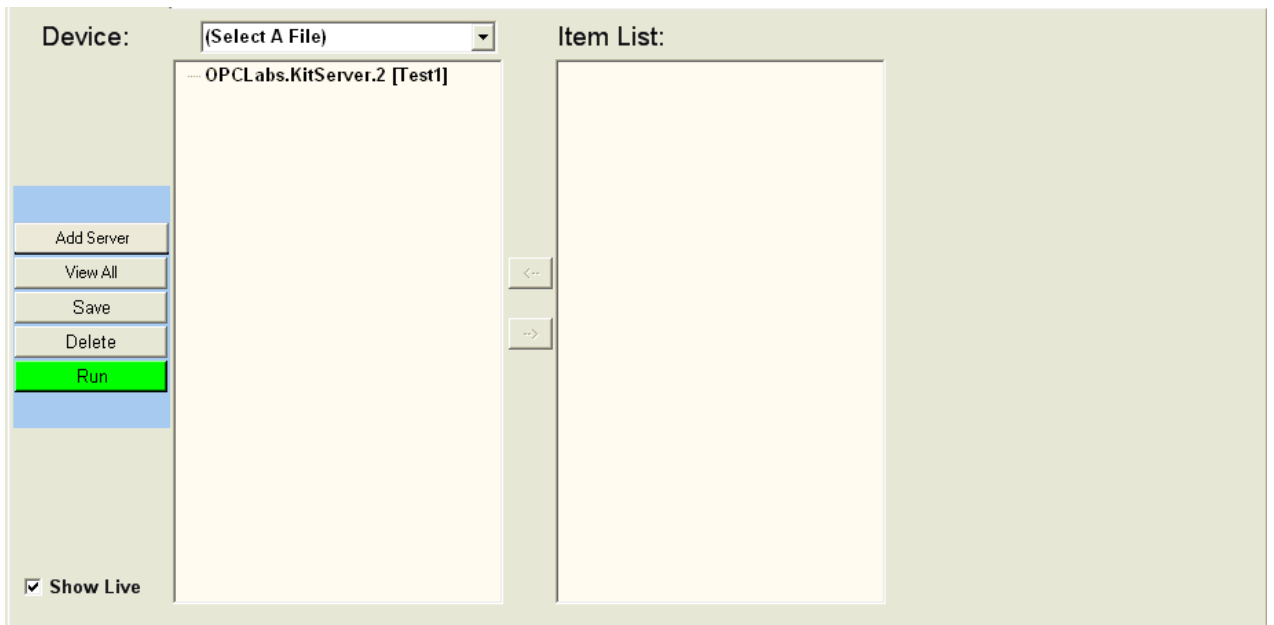 Device:
(Select A File)
Item List:
OPCLabs.KitServer.2 [Test1]
Add Server
View All
<--
Save
-->
Delete
Run
Show Live